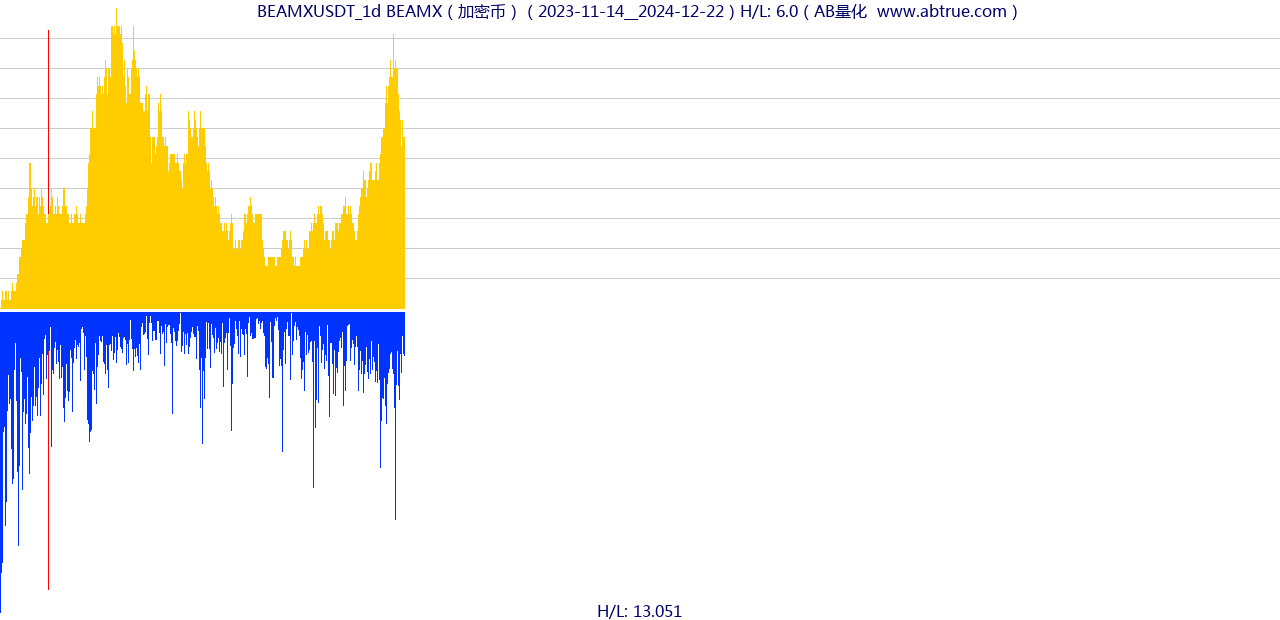 BEAMXUSDT_1d BEAMX（加密币）（2023-11-14__2024-12-22）H/L: 6.0（AB量化  www.abtrue.com）
H/L: 13.051